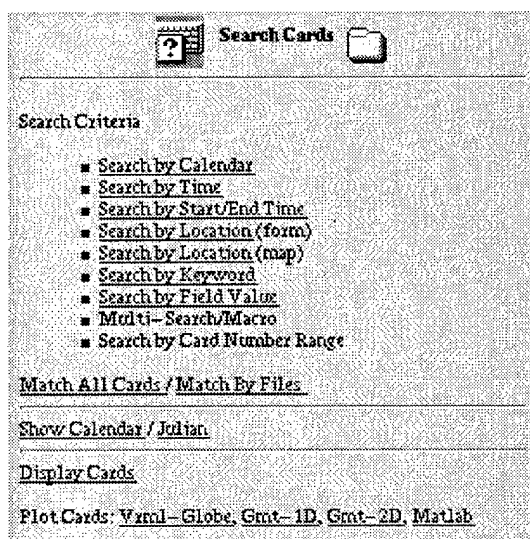 Search Cards
Search Criteria
Search by Calendar
Search by Time
Search by Start/End Time
Search by Location (form)
Search by Location (map)
Search by Keyword
Search by Field Value
Multi-Search/Macro
Search by Card Number Range
Match All Cards / Match By Files
Show Calendar / Julian
Display Cards
Plot Cards: Vrml-Globe, Gmt-1D, Gmt-2D, Matlab